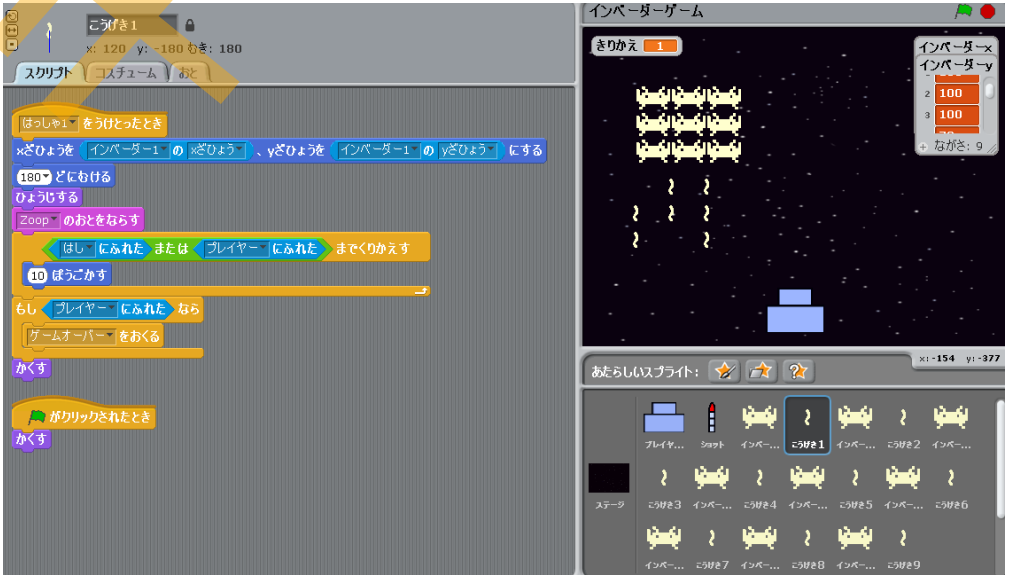 こうげき1
x: 120 y: -180 むき: 180
スクリプト コスチューム おと
はっしゃ1 をうけとったとき
xざひょうを インベーダー1 の xざひょう 、yざひょうを インベーダー1 の yざひょう にする
180 どにむける
ひょうじする
Zoop のおとをならす
はし にふれた または プレイヤー にふれた までくりかえす
10 ほうごかす
もし プレイヤー にふれた なら
ゲームオーバー をおくる
かくす
がクリックされたとき
かくす
インベーダーゲーム
きりかえ 1
インベーダーx
インベーダーy
2 100
3 100
ながさ: 9
x: -154 y: -377
あたらしいスプライト:
プレイヤ... ショット インベー... こうげき1 インベー... こうげき2 インベー...
ステージ こうげき3 インベー... こうげき4 インベー... こうげき5 インベー... こうげき6
インベー... こうげき7 インベー... こうげき8 インベー... こうげき9